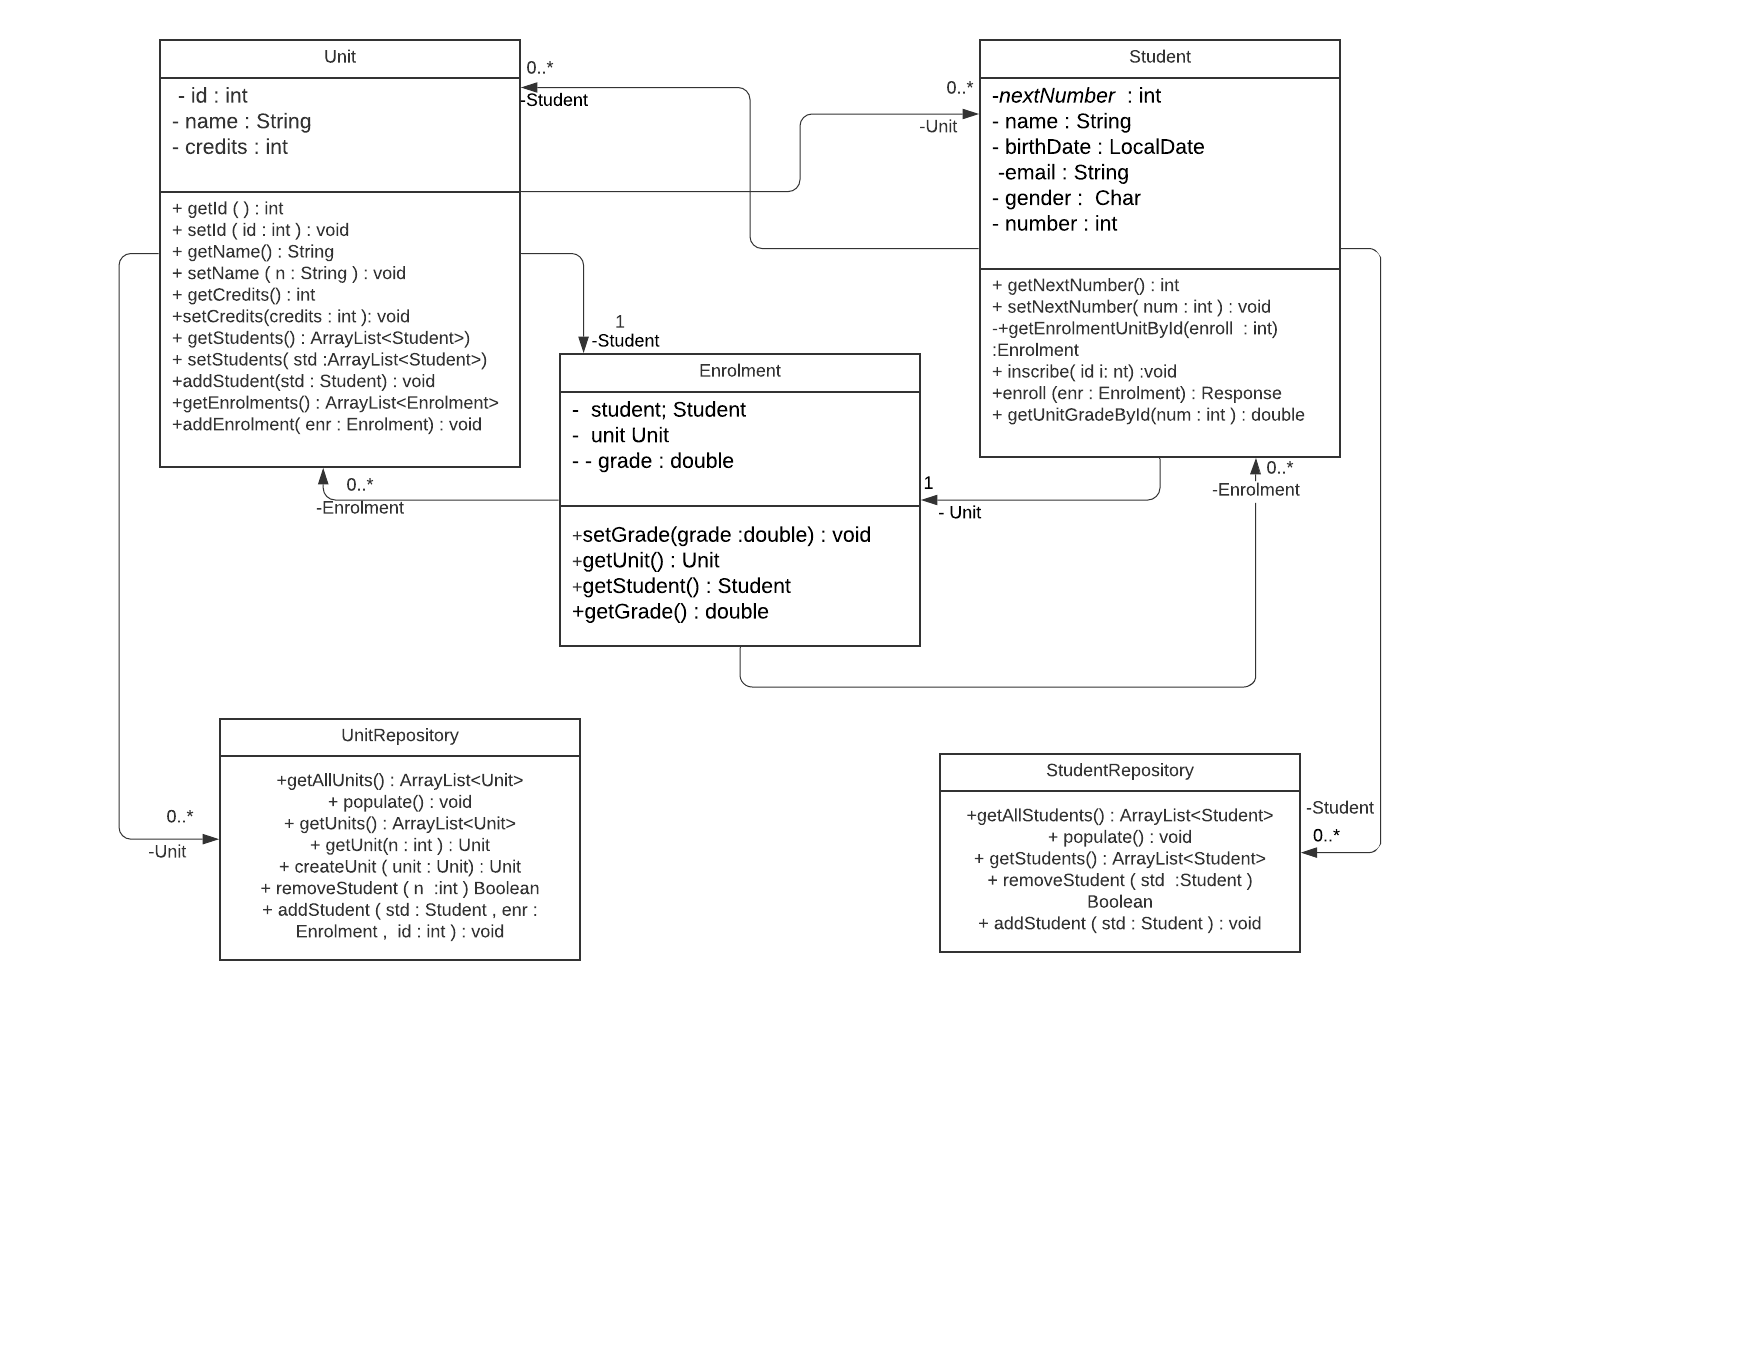 Unit
- id : int
- name : String
- credits : int
+ getId ( ) : int
+ setId ( id : int ) : void
+ getName() : String
+ setName ( n : String ) : void
+ getCredits() : int
+setCredits(credits : int ): void
+ getStudents() : ArrayList<Student>)
+ setStudents( std :ArrayList<Student>)
+addStudent(std : Student) : void
+getEnrolments() : ArrayList<Enrolment>
+addEnrolment( enr : Enrolment) : void
0..*
-Student
0..*
-Unit
Student
-nextNumber : int
- name : String
- birthDate : LocalDate
-email : String
- gender : Char
- number : int
+ getNextNumber() : int
+ setNextNumber( num : int ) : void
-+getEnrolmentUnitById(enroll : int)
:Enrolment
+ inscribe( id i: nt) :void
+enroll (enr : Enrolment) : Response
+ getUnitGradeById(num : int ) : double
1
-Student
Enrolment
- student; Student
- unit Unit
- - grade : double
+setGrade(grade :double) : void
+getUnit() : Unit
+getStudent() : Student
+getGrade() : double
0..*
-Enrolment
1
- Unit
0..*
-Enrolment
UnitRepository
+getAllUnits() : ArrayList<Unit>
+ populate() : void
+ getUnits() : ArrayList<Unit>
+ getUnit(n : int ) : Unit
+ createUnit ( unit : Unit) : Unit
+ removeStudent ( n :int ) Boolean
+ addStudent ( std : Student , enr :
Enrolment , id : int ) : void
0..*
-Unit
StudentRepository
+getAllStudents() : ArrayList<Student>
+ populate() : void
+ getStudents() : ArrayList<Student>
+ removeStudent ( std :Student )
Boolean
+ addStudent ( std : Student ) : void
-Student
0..*